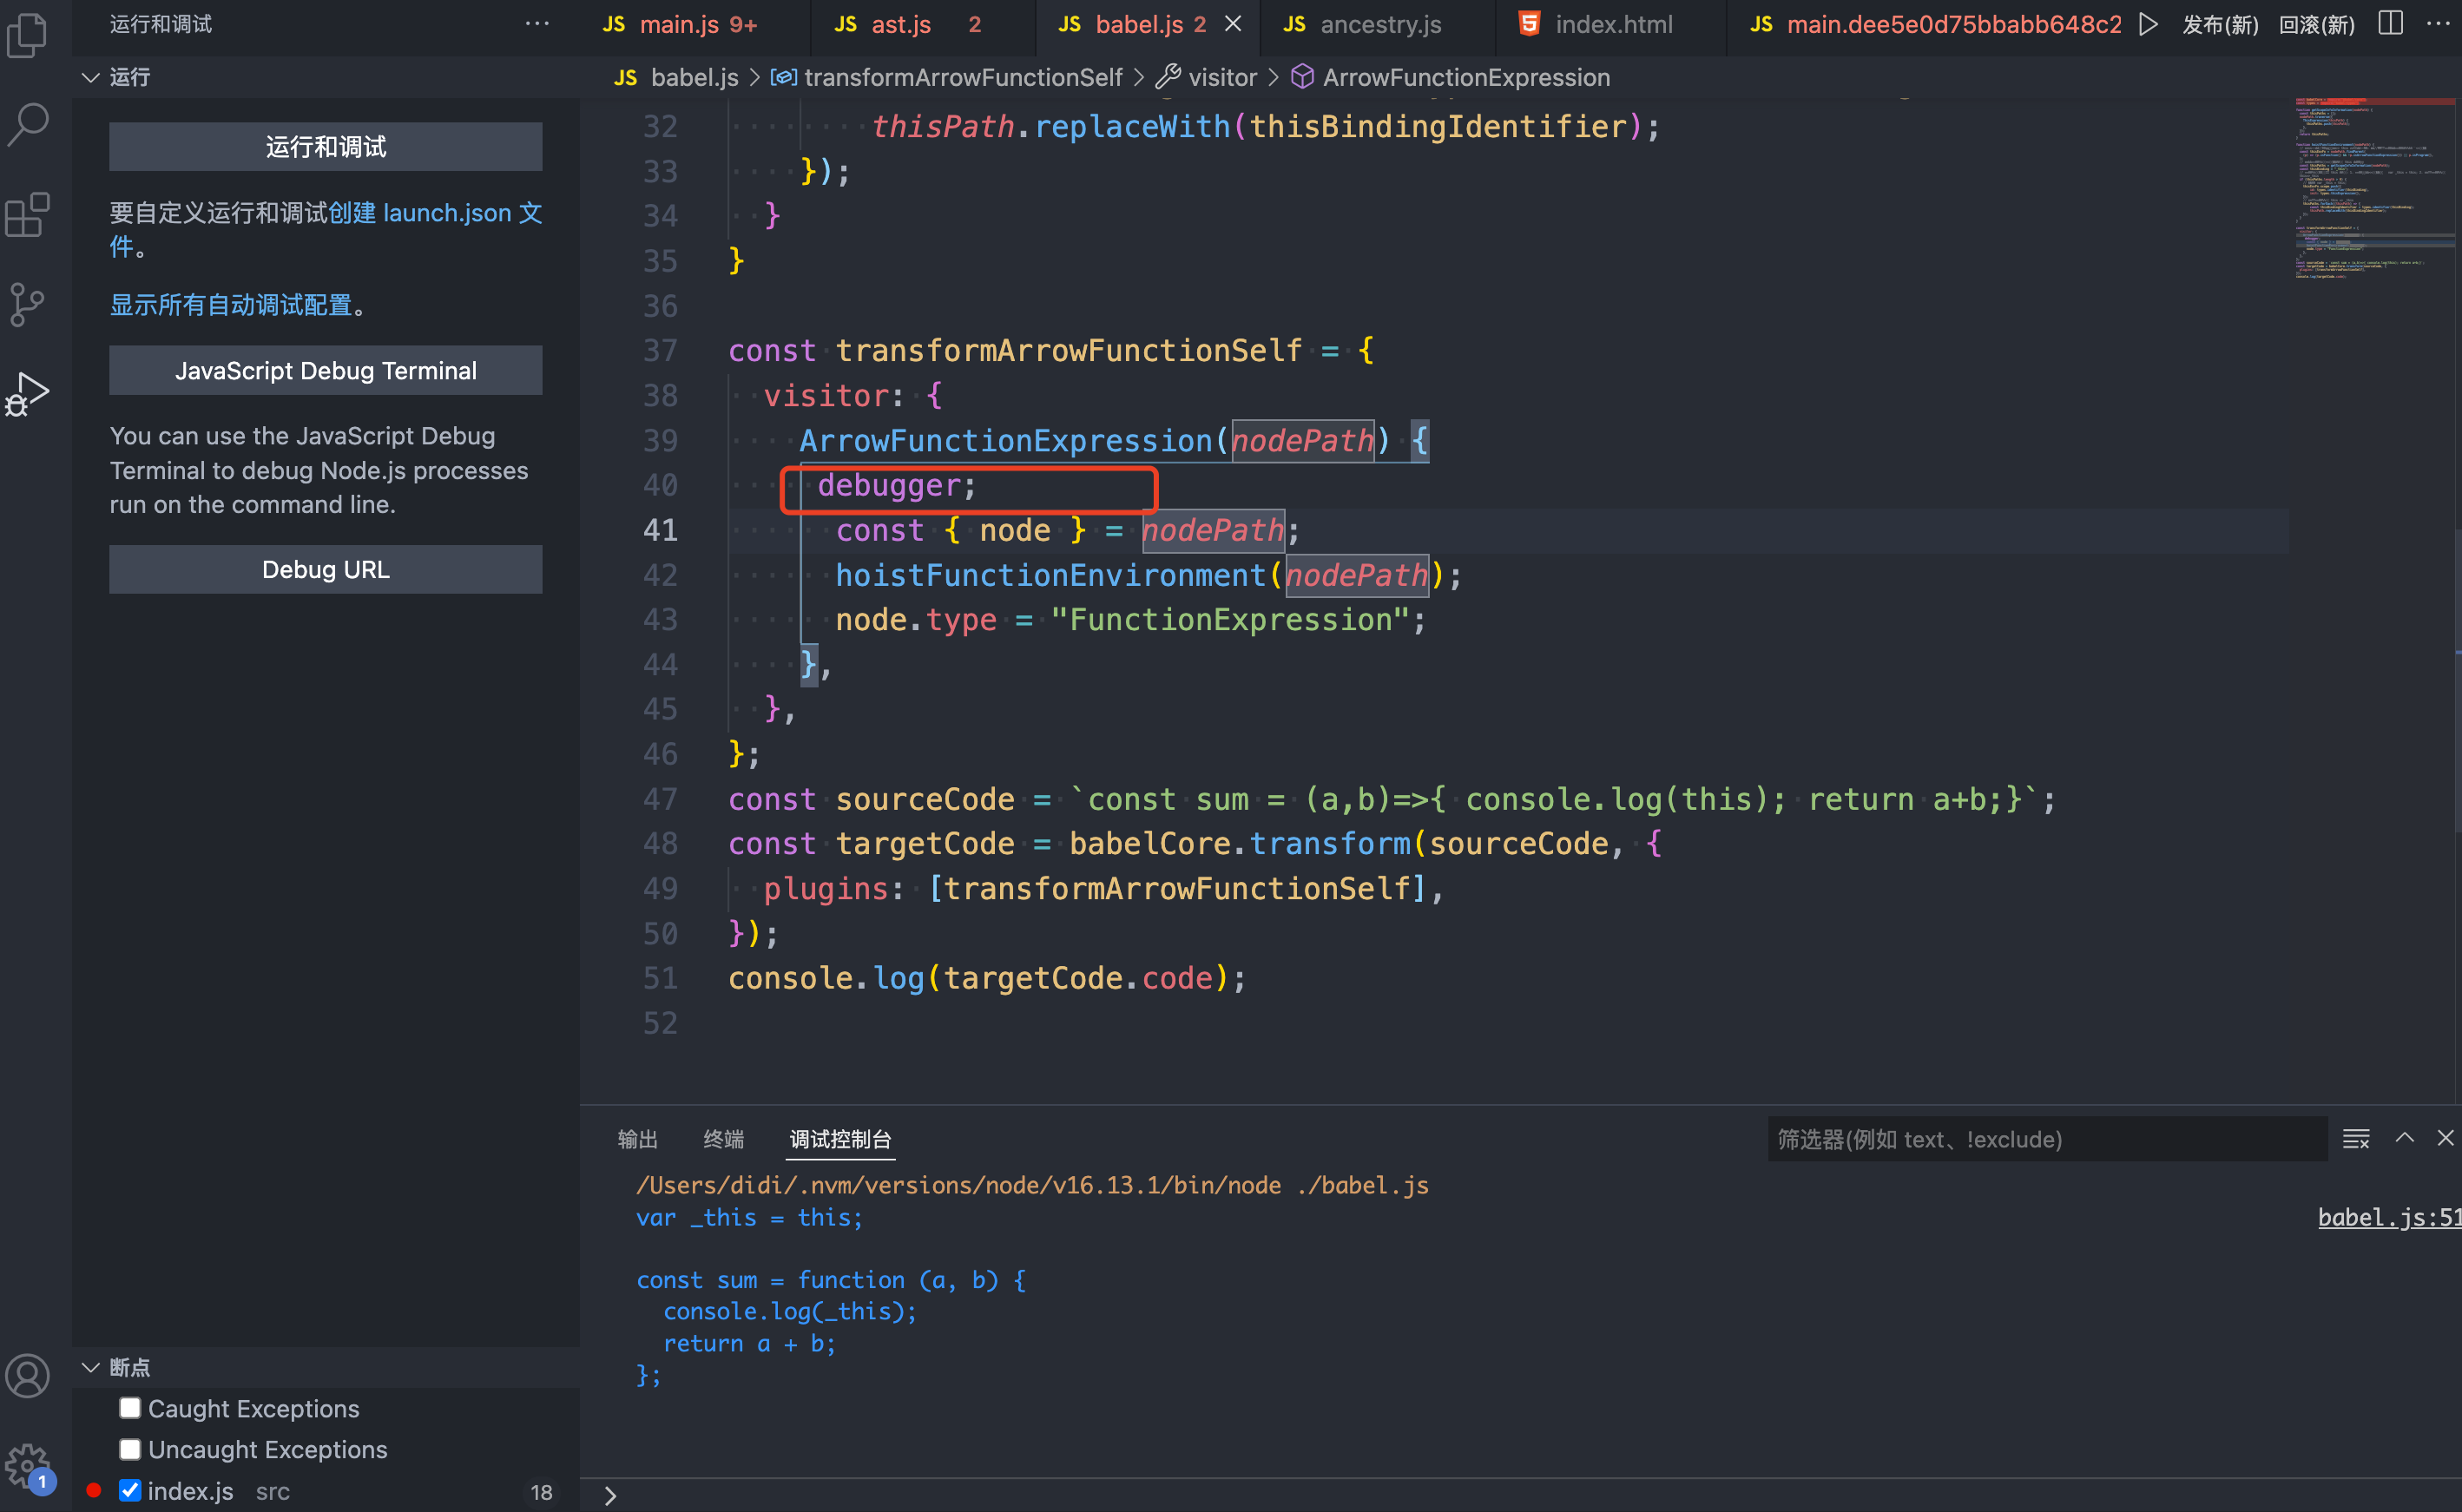 运行和调试 ···
JS main.js 9+ JS ast.js 2 JS babel.js 2 JS ancestry.js index.html JS main.dee5e0d75bbabb648c2 发布(新) 回滚(新) ···
运行
JS babel.js > transformArrowFunctionSelf > visitor > ArrowFunctionExpression
运行和调试
要自定义运行和调试创建 launch.json 文
件。
显示所有自动调试配置。
JavaScript Debug Terminal
You can use the JavaScript Debug
Terminal to debug Node.js processes
run on the command line.
Debug URL
32 thisPath.replaceWith(thisBindingIdentifier);
33 });
34 }
35 }
36
37 const transformArrowFunctionSelf = {
38 visitor: {
39 ArrowFunctionExpression(nodePath) {
40 debugger;
41 const { node } = nodePath;
42 hoistFunctionEnvironment(nodePath);
43 node.type = "FunctionExpression";
44 },
45 },
46 };
47 const sourceCode = `const sum = (a,b)=>{ console.log(this); return a+b;}`;
48 const targetCode = babelCore.transform(sourceCode, {
49 plugins: [transformArrowFunctionSelf],
50 });
51 console.log(targetCode.code);
52
输出 终端 调试控制台 筛选器(例如 text、!exclude)
/Users/didi/.nvm/versions/node/v16.13.1/bin/node ./babel.js
var _this = this; babel.js:51
const sum = function (a, b) {
console.log(_this);
return a + b;
};
断点
Caught Exceptions
Uncaught Exceptions
1
index.js src 18